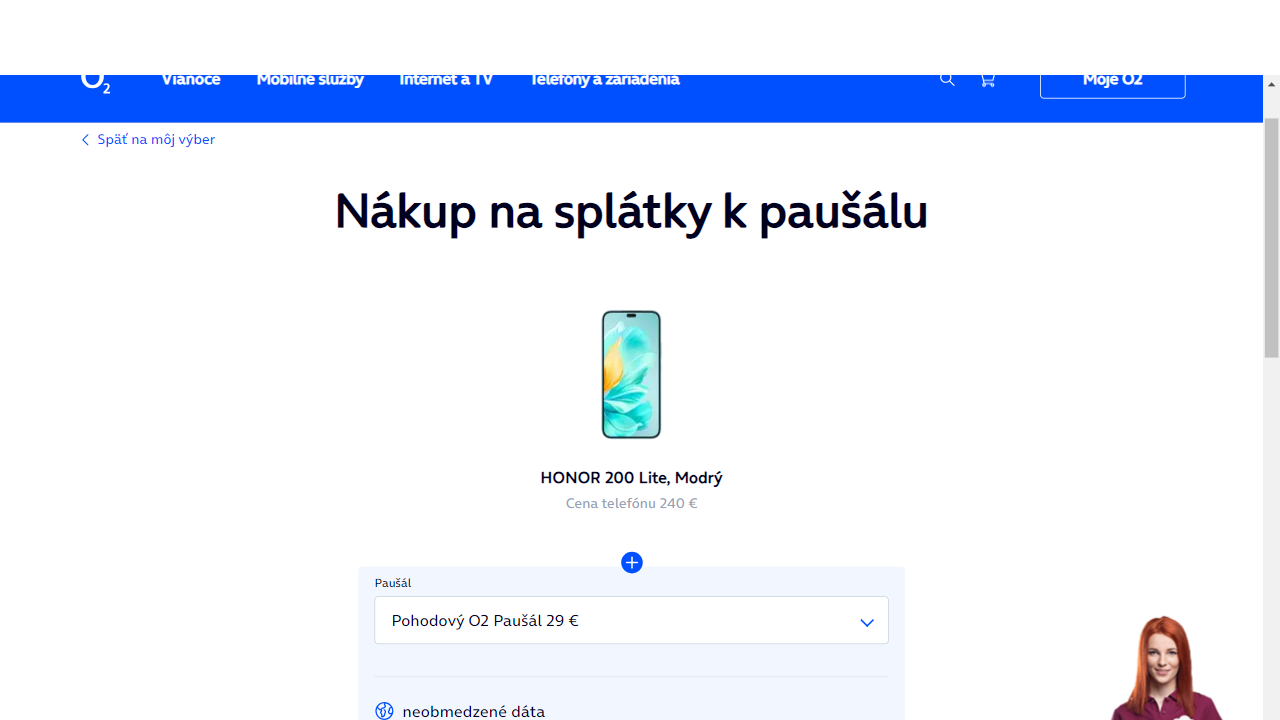 O2
Vianoce
Mobilné služby
Internet a TV
Telefóny a zariadenia
Moje O2
Späť na môj výber
Nákup na splátky k paušálu
HONOR 200 Lite, Modrý
Cena telefónu 240 €
Paušál
Pohodový O2 Paušál 29 €
neobmedzené dáta